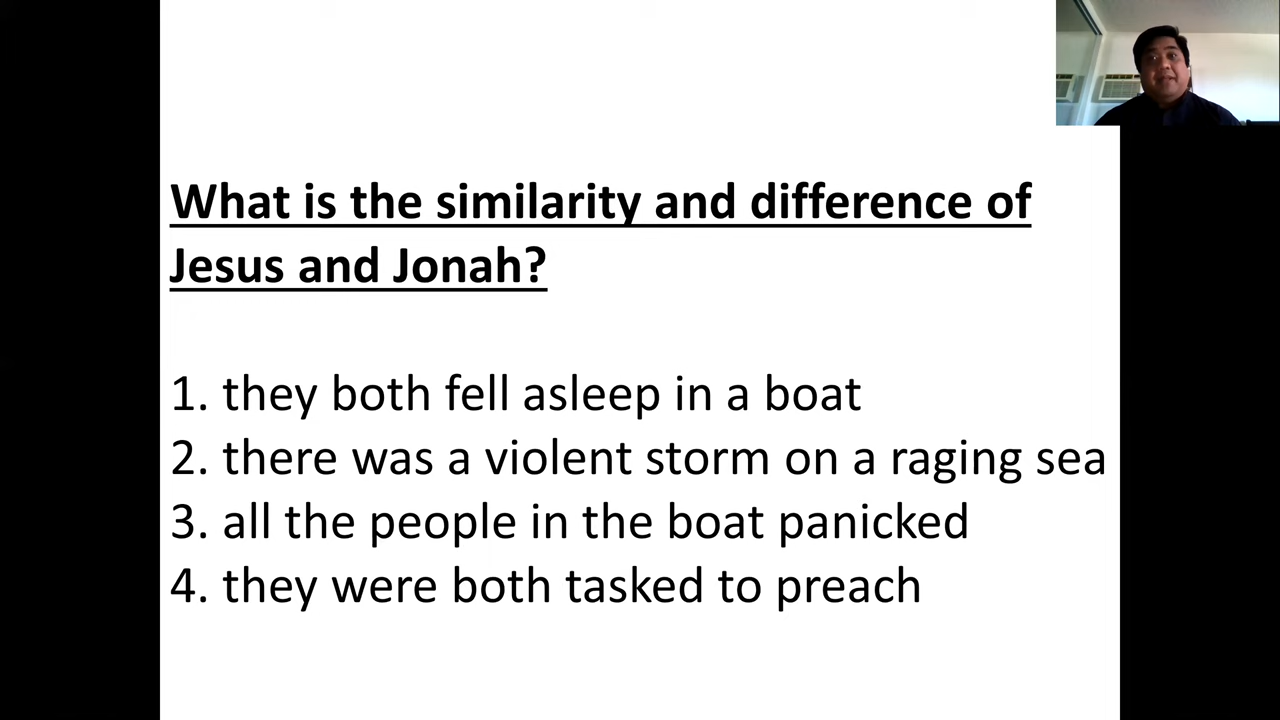 What is the similarity and difference of
Jesus and Jonah?
1. they both fell asleep in a boat
2. there was a violent storm on a raging sea
3. all the people in the boat panicked
4. they were both tasked to preach